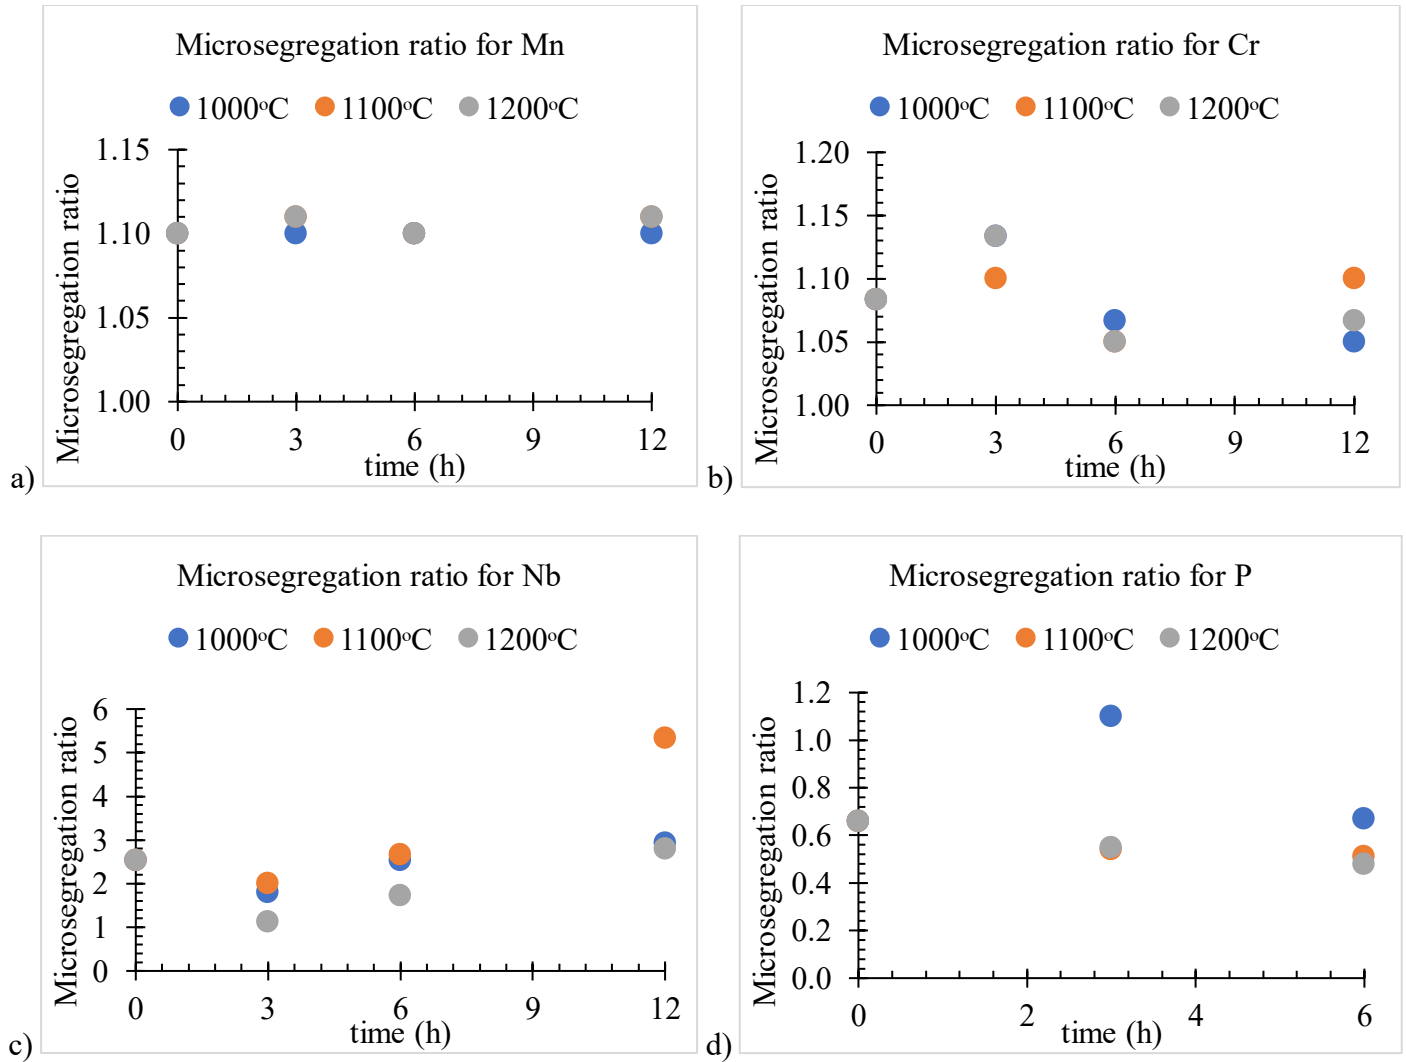 Microsegregation ratio for Mn
1000°C 1100°C 1200°C
Microsegregation ratio
1.15
1.10
1.05
1.00
0 3 6 9 12
time (h)
a)
Microsegregation ratio for Cr
1000°C 1100°C 1200°C
Microsegregation ratio
1.20
1.15
1.10
1.05
1.00
0 3 6 9 12
time (h)
b)
Microsegregation ratio for Nb
1000°C 1100°C 1200°C
Microsegregation ratio
6
5
4
3
2
1
0
0 3 6 9 12
time (h)
c)
Microsegregation ratio for P
1000°C 1100°C 1200°C
Microsegregation ratio
1.2
1.0
0.8
0.6
0.4
0.2
0.0
0 2 4 6
time (h)
d)